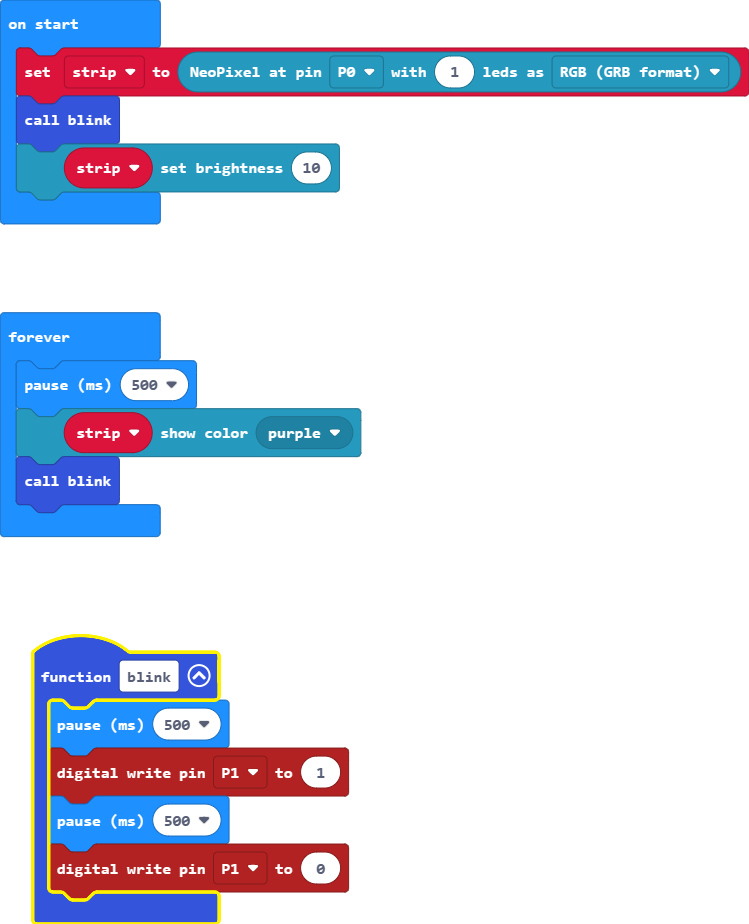 on start
set strip to NeoPixel at pin P0 with 1 leds as RGB (GRB format)
call blink
strip set brightness 10
forever
pause (ms) 500
strip show color purple
call blink
function blink
pause (ms) 500
digital write pin P1 to 1
pause (ms) 500
digital write pin P1 to 0